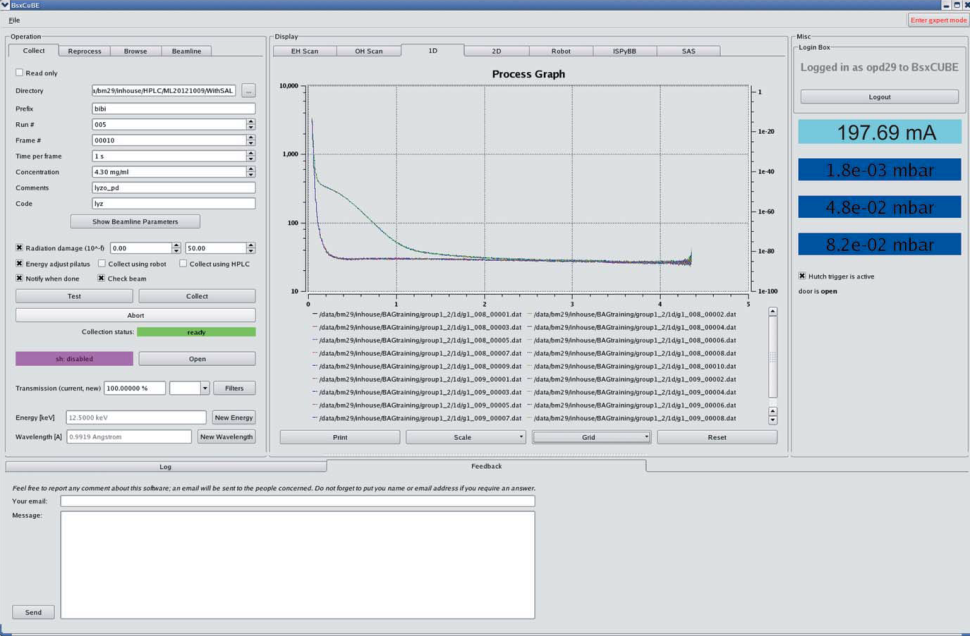 BsxCuBE
File
Enter expert mode
Operation
Collect Reprocess Browse Beamline
Read only
Directory ı/bm29/inhouse/HPLC/ML20121009/WithSAL ...
Prefix bibi
Run # 005
Frame # 00010
Time per frame 1 s
Concentration 4.30 mg/ml
Comments lyzo_pd
Code lyz
Show Beamline Parameters
Radiation damage (10^-f) 0.00 50.00
Energy adjust pilatus Collect using robot Collect using HPLC
Notify when done Check beam
Test Collect
Abort
Collection status: ready
sh: disabled Open
Transmission (current, new) 100.00000 % Filters
Energy [keV] 12.5000 keV New Energy
Wavelength [A] 0.9919 Angstrom New Wavelength
Display
EH Scan OH Scan 1D 2D Robot ISPyBB SAS
Process Graph
10,000
1,000
100
10
1
1e-20
1e-40
1e-60
1e-80
1e-100
0 1 2 3 4 5
/data/bm29/inhouse/BAGtraining/group1_2/1d/g1_008_00001.dat /data/bm29/inhouse/BAGtraining/group1_2/1d/g1_008_00002.dat
/data/bm29/inhouse/BAGtraining/group1_2/1d/g1_008_00003.dat /data/bm29/inhouse/BAGtraining/group1_2/1d/g1_008_00004.dat
/data/bm29/inhouse/BAGtraining/group1_2/1d/g1_008_00005.dat /data/bm29/inhouse/BAGtraining/group1_2/1d/g1_008_00006.dat
/data/bm29/inhouse/BAGtraining/group1_2/1d/g1_008_00007.dat /data/bm29/inhouse/BAGtraining/group1_2/1d/g1_008_00008.dat
/data/bm29/inhouse/BAGtraining/group1_2/1d/g1_008_00009.dat /data/bm29/inhouse/BAGtraining/group1_2/1d/g1_008_00010.dat
/data/bm29/inhouse/BAGtraining/group1_2/1d/g1_009_00001.dat /data/bm29/inhouse/BAGtraining/group1_2/1d/g1_009_00002.dat
/data/bm29/inhouse/BAGtraining/group1_2/1d/g1_009_00003.dat /data/bm29/inhouse/BAGtraining/group1_2/1d/g1_009_00004.dat
/data/bm29/inhouse/BAGtraining/group1_2/1d/g1_009_00005.dat /data/bm29/inhouse/BAGtraining/group1_2/1d/g1_009_00006.dat
/data/bm29/inhouse/BAGtraining/group1_2/1d/g1_009_00007.dat /data/bm29/inhouse/BAGtraining/group1_2/1d/g1_009_00008.dat
Print Scale Grid Reset
Misc
Login Box
Logged in as opd29 to BsxCUBE
Logout
197.69 mA
1.8e-03 mbar
4.8e-02 mbar
8.2e-02 mbar
Hutch trigger is active
door is open
Log Feedback
Feel free to report any comment about this software; an email will be sent to the people concerned. Do not forget to put you name or email address if you require an answer.
Your email:
Message:
Send